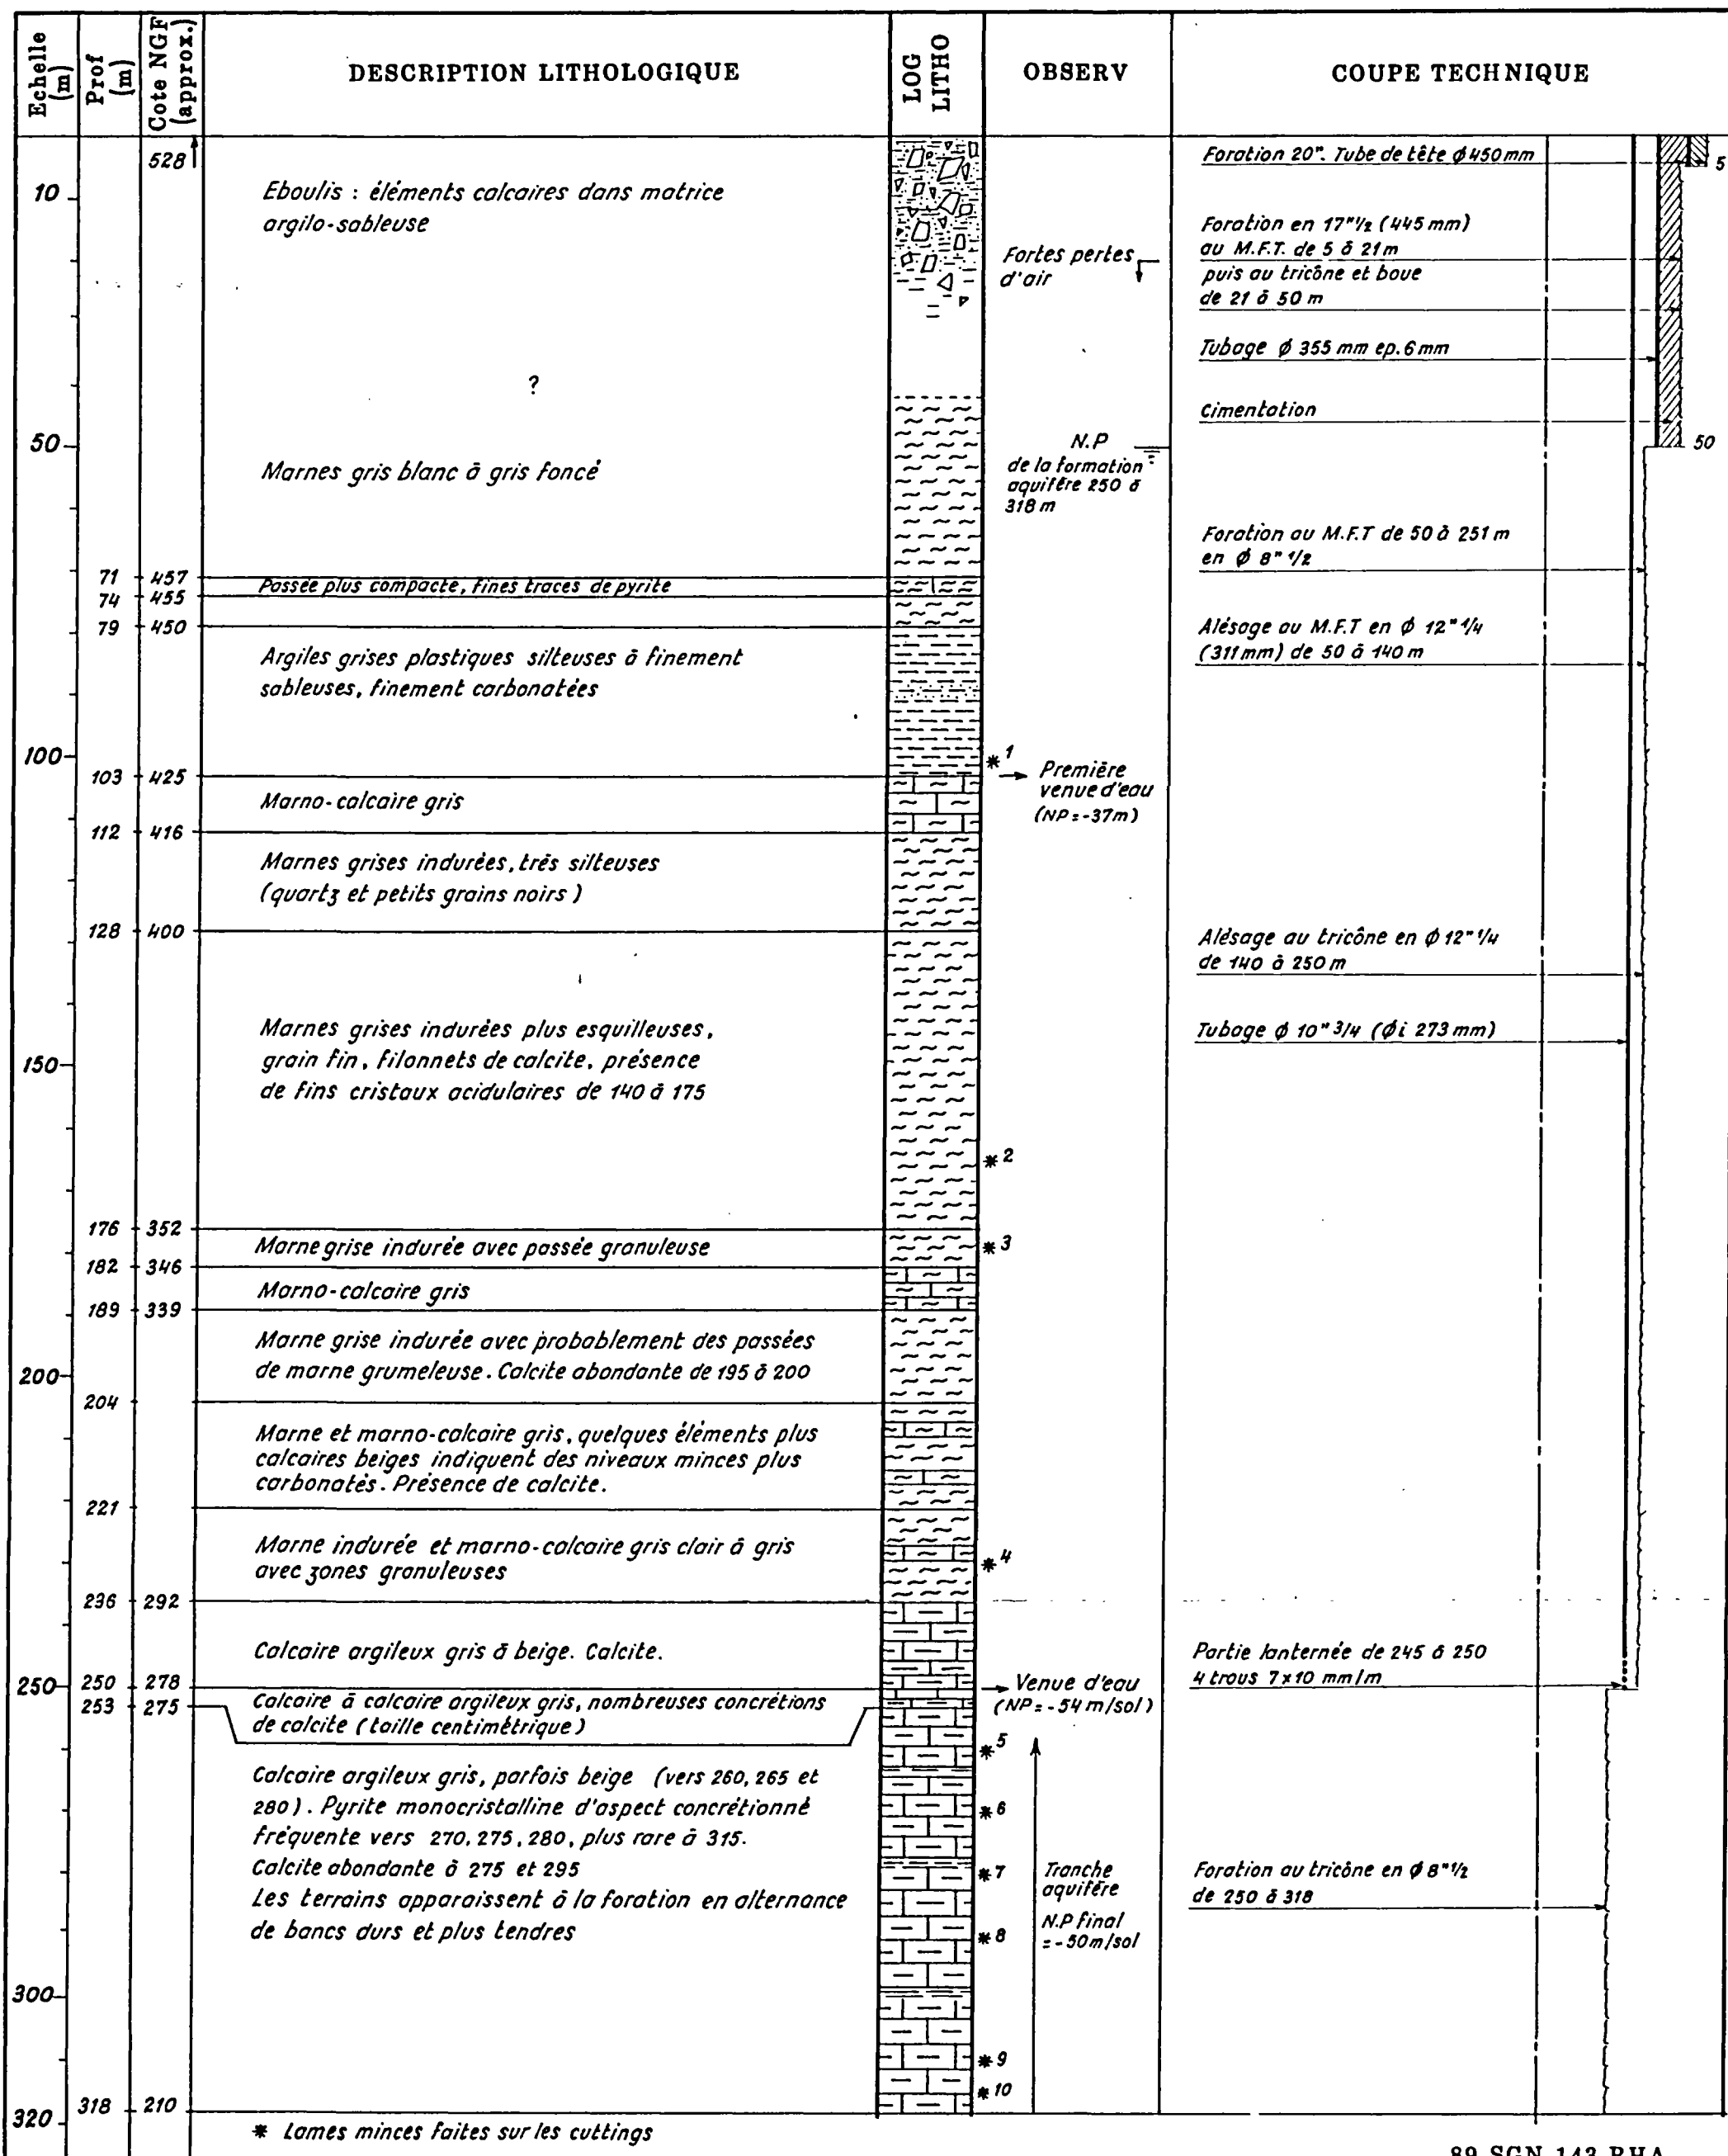 Echelle (m)
Prof (m)
Cote NGF (approx.)
DESCRIPTION LITHOLOGIQUE
LOG LITHO
OBSERV
COUPE TECHNIQUE
528
Foration 20". Tube de tête ϕ 450 mm
5
10
Eboulis : éléments calcaires dans matrice
argilo-sableuse
Foration en 17" 1/2 (445 mm)
au M.F.T. de 5 à 21 m
puis au tricône et boue
de 21 à 50 m
Fortes pertes
d'air
Tubage ϕ 355 mm ep. 6 mm
?
Cimentation
50
N.P
de la formation
aquifère 250 à
318 m
50
Marnes gris blanc à gris foncé
Foration au M.F.T de 50 à 251 m
en ϕ 8" 1/2
71 457
Passée plus compacte, fines traces de pyrite
74 455
79 450
Alésage au M.F.T en ϕ 12" 1/4
(311 mm) de 50 à 140 m
Argiles grises plastiques silteuses à finement
sableuses, finement carbonatées
100
* 1
103 425
Première
venue d'eau
(NP = -37m)
Marno-calcaire gris
112 416
Marnes grises indurées, très silteuses
(quartz et petits grains noirs)
128 400
Alésage au tricône en ϕ 12" 1/4
de 140 à 250 m
Marnes grises indurées plus esquilleuses,
grain fin, filonnets de calcite, présence
de fins cristaux acidulaires de 140 à 175
Tubage ϕ 10" 3/4 (ϕi 273 mm)
150
* 2
176 352
Marne grise indurée avec passée granuleuse
* 3
182 346
Marno-calcaire gris
189 339
Marne grise indurée avec probablement des passées
de marne grumeleuse. Calcite abondante de 195 à 200
200
204
Marne et marno-calcaire gris, quelques éléments plus
calcaires beiges indiquent des niveaux minces plus
carbonatés. Présence de calcite.
221
Marne indurée et marno-calcaire gris clair à gris
avec zones granuleuses
* 4
236 292
Calcaire argileux gris à beige. Calcite.
Partie lanternée de 245 à 250
4 trous 7x10 mm/m
250
250 278
Venue d'eau
(NP = -54 m/sol)
253 275
Calcaire à calcaire argileux gris, nombreuses concrétions
de calcite (taille centimétrique)
* 5
Calcaire argileux gris, parfois beige (vers 260, 265 et
280). Pyrite monocristalline d'aspect concrétionné
fréquente vers 270, 275, 280, plus rare à 315.
Calcite abondante à 275 et 295
Les terrains apparaissent à la foration en alternance
de bancs durs et plus tendres
* 6
* 7
Tranche
aquifère
N.P final
= -50 m/sol
Foration au tricône en ϕ 8" 1/2
de 250 à 318
* 8
300
* 9
* 10
318 210
320
* Lames minces faites sur les cuttings